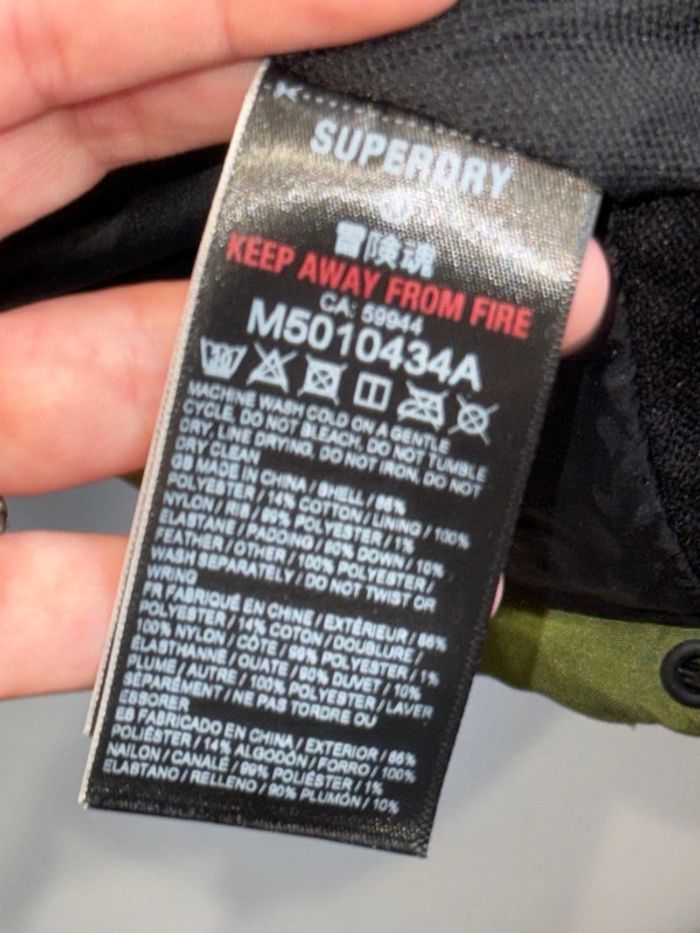 SUPERDRY
冒険魂
KEEP AWAY FROM FIRE
CA: 59944
M5010434A
30
MACHINE WASH COLD ON A GENTLE
CYCLE, DO NOT BLEACH, DO NOT TUMBLE
DRY, LINE DRYING, DO NOT IRON, DO NOT
DRY CLEAN
GB MADE IN CHINA / SHELL / 86%
POLYESTER / 14% COTTON / LINING / 100%
NYLON / RIB / 99% POLYESTER / 1%
ELASTANE / PADDING / 90% DOWN / 10%
FEATHER / OTHER / 100% POLYESTER /
WASH SEPARATELY / DO NOT TWIST OR
WRING
FR FABRIQUÉ EN CHINE / EXTÉRIEUR / 86%
POLYESTER / 14% COTON / DOUBLURE /
100% NYLON / CÔTE / 99% POLYESTER / 1%
ÉLASTHANNE / OUATE / 90% DUVET / 10%
PLUME / AUTRE / 100% POLYESTER / LAVER
SÉPARÉMENT / NE PAS TORDRE OU
ESSORER
ES FABRICADO EN CHINA / EXTERIOR / 86%
POLIÉSTER / 14% ALGODÓN / FORRO / 100%
NAILON / CANALÉ / 99% POLIÉSTER / 1%
ELASTANO / RELLENO / 90% PLUMÓN / 10%